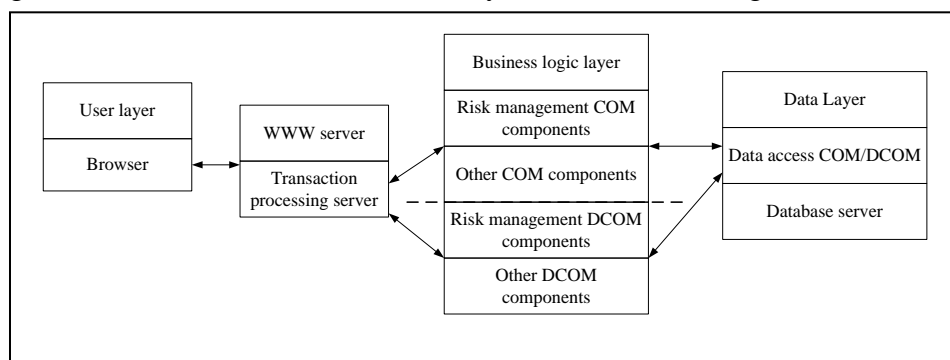 User layer
Browser
WWW server
Transaction
processing server
Business logic layer
Risk management COM
components
Other COM components
Risk management DCOM
components
Other DCOM
components
Data Layer
Data access COM/DCOM
Database server